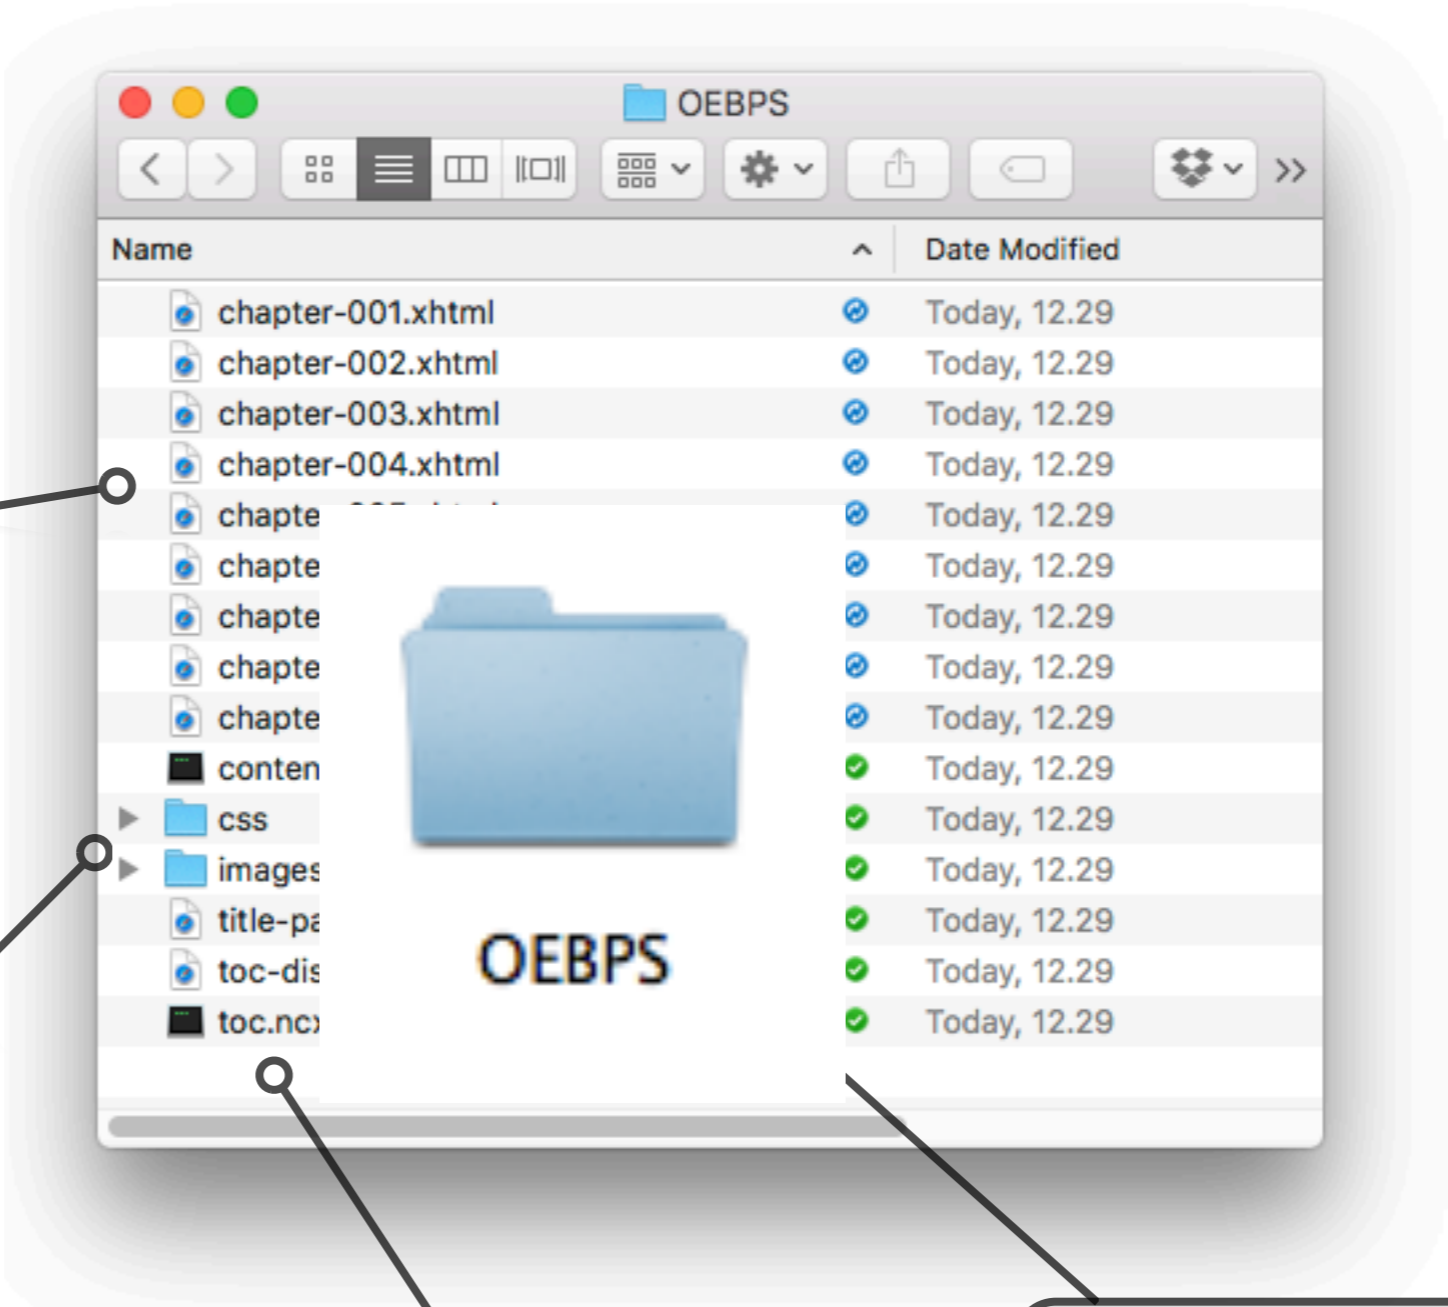 OEBPS
Name Date Modified
chapter-001.xhtml Today, 12.29
chapter-002.xhtml Today, 12.29
chapter-003.xhtml Today, 12.29
chapter-004.xhtml Today, 12.29
chapte Today, 12.29
chapte Today, 12.29
chapte Today, 12.29
chapte Today, 12.29
chapte Today, 12.29
conten Today, 12.29
css Today, 12.29
images Today, 12.29
title-pa Today, 12.29
toc-dis Today, 12.29
toc.ncx Today, 12.29
OEBPS